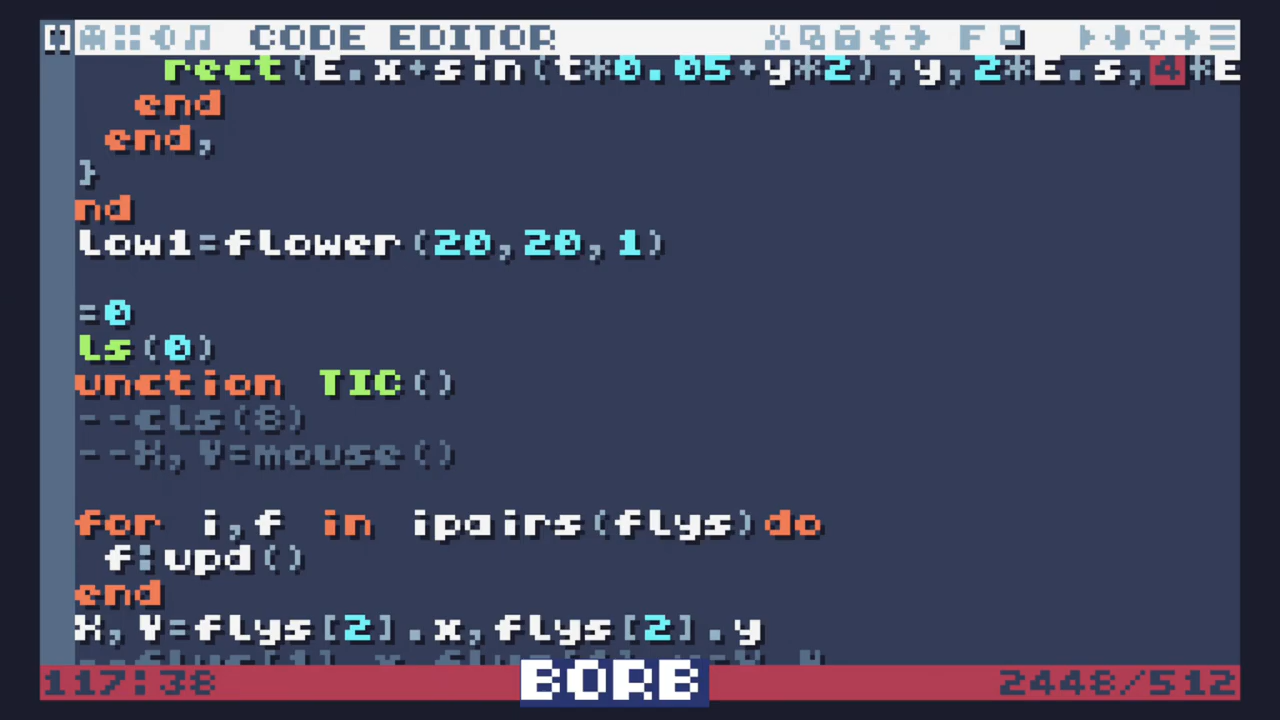 CODE EDITOR F
rect(E.x+sin(t*0.05+y*2),y,2*E.s,4*E
end
end,
}
nd
low1=flower(20,20,1)
=0
ls(0)
unction TIC()
--cls(8)
--X,Y=mouse()
for i,f in ipairs(flys)do
f:upd()
end
X,Y=flys[2].x,flys[2].y
117:38 BORB 2448/512